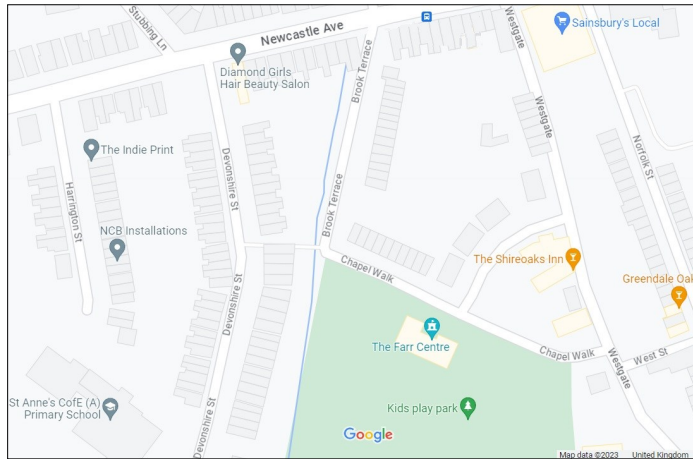 Stubbing Ln
Newcastle Ave
Sainsbury's Local
Diamond Girls
Hair Beauty Salon
Brook Terrace
Westgate
Westgate
Norfolk St
The Indie Print
Devonshire St
Harrington St
NCB Installations
Brook Terrace
Chapel Walk
The Shireoaks Inn
Greendale Oak
Devonshire St
The Farr Centre
Chapel Walk
West St
Westgate
St Anne's CofE (A)
Primary School
Kids play park
Devonshire St
Google
Map data ©2023 United Kingdom